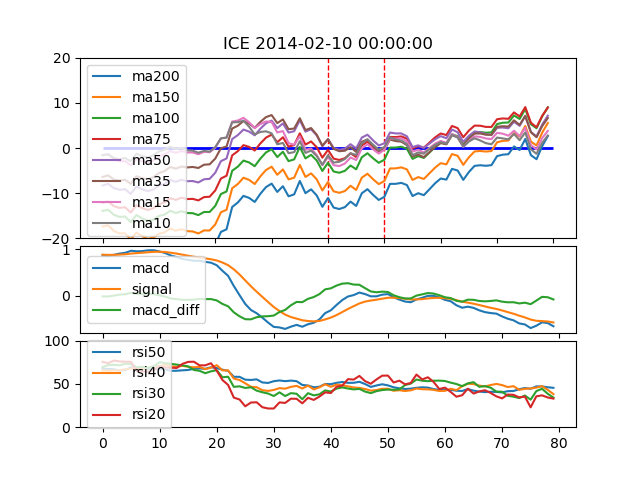 ICE 2014-02-10 00:00:00
20
10
0
−10
−20
ma200
ma150
ma100
ma75
ma50
ma35
ma15
ma10
1
0
macd
signal
macd_diff
100
50
0
rsi50
rsi40
rsi30
rsi20
0 10 20 30 40 50 60 70 80